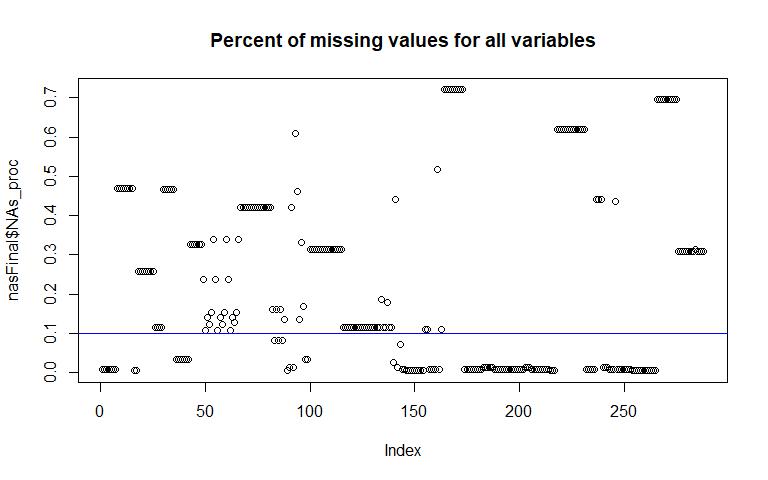 Percent of missing values for all variables
nasFinal$NAs_proc
0.7
0.6
0.5
0.4
0.3
0.2
0.1
0.0
0 50 100 150 200 250
Index